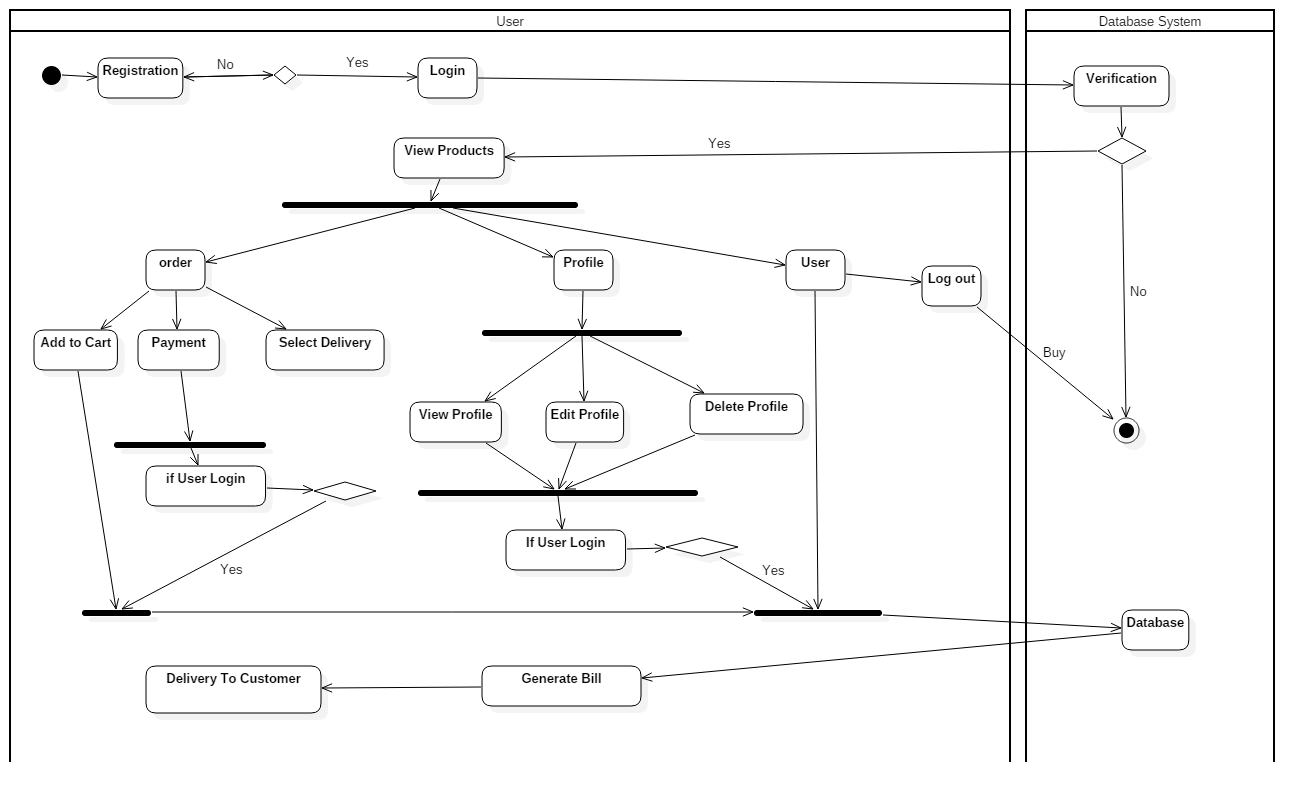 User
Database System
Registration
No
Yes
Login
Verification
View Products
Yes
order
Profile
User
Log out
No
Add to Cart
Payment
Select Delivery
Buy
View Profile
Edit Profile
Delete Profile
if User Login
If User Login
Yes
Yes
Database
Delivery To Customer
Generate Bill